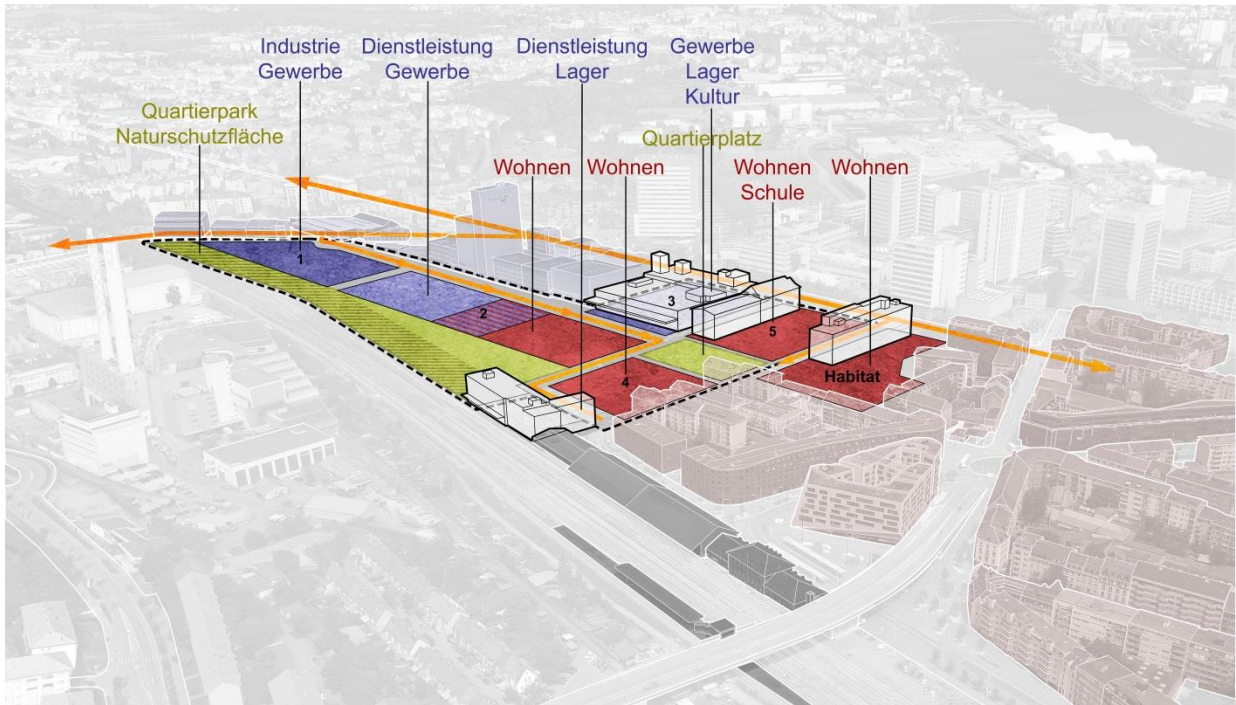 Industrie
Gewerbe
Dienstleistung
Gewerbe
Dienstleistung
Lager
Gewerbe
Lager
Kultur
Quartierpark
Naturschutzfläche
Quartierplatz
Wohnen
Wohnen
Wohnen
Schule
Wohnen
1
2
3
4
5
Habitat